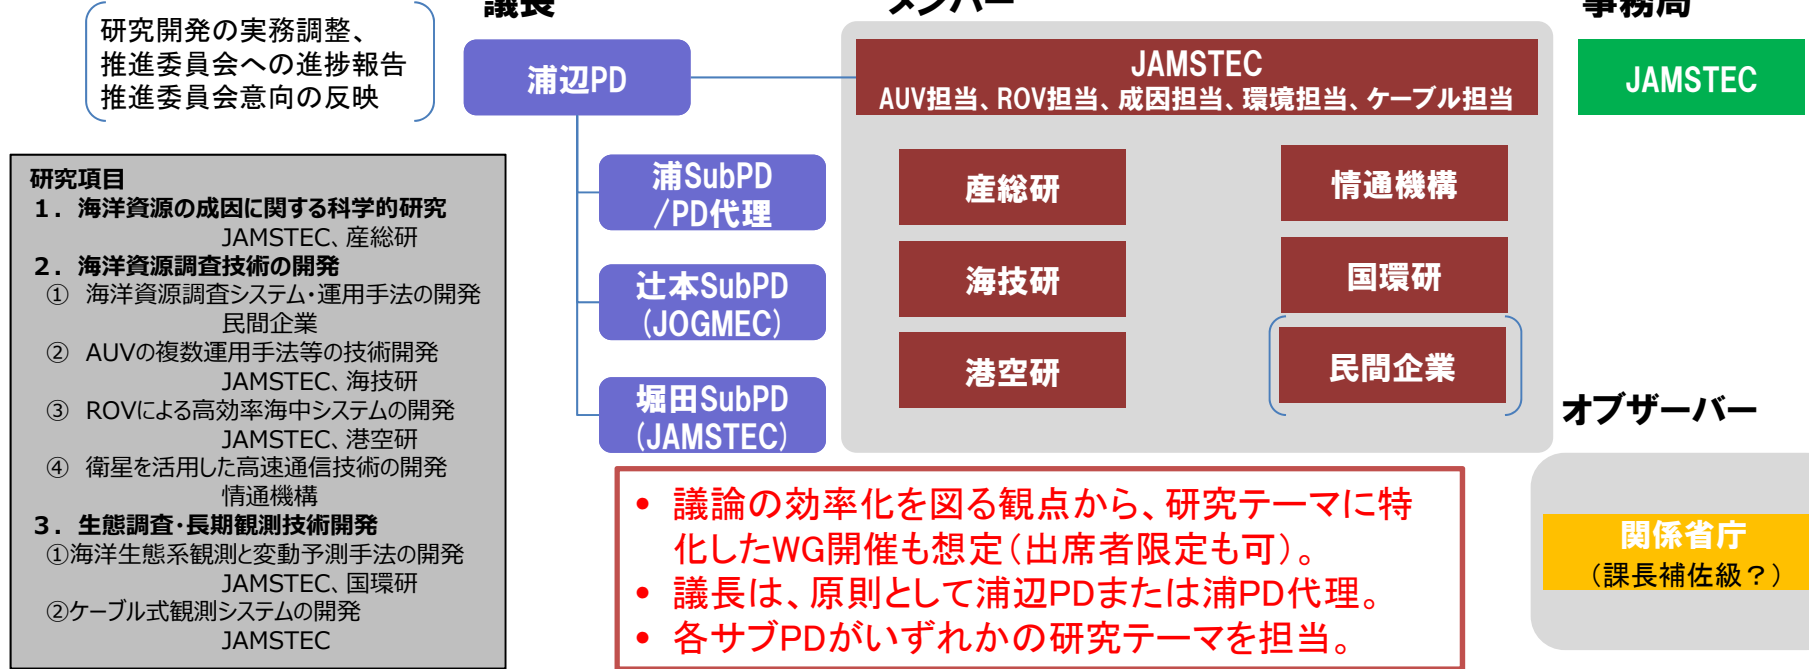 議長
メンバー
事務局
研究開発の実務調整、
推進委員会への進捗報告
推進委員会意向の反映
浦辺PD
JAMSTEC
AUV担当、ROV担当、成因担当、環境担当、ケーブル担当
JAMSTEC
浦SubPD
/PD代理
辻本SubPD
(JOGMEC)
堀田SubPD
(JAMSTEC)
産総研
情通機構
海技研
国環研
港空研
民間企業
オブザーバー
関係省庁
(課長補佐級?)
研究項目
1. 海洋資源の成因に関する科学的研究
JAMSTEC、産総研
2. 海洋資源調査技術の開発
① 海洋資源調査システム・運用手法の開発
民間企業
② AUVの複数運用手法等の技術開発
JAMSTEC、海技研
③ ROVによる高効率海中システムの開発
JAMSTEC、港空研
④ 衛星を活用した高速通信技術の開発
情通機構
3. 生態調査・長期観測技術開発
①海洋生態系観測と変動予測手法の開発
JAMSTEC、国環研
②ケーブル式観測システムの開発
JAMSTEC
• 議論の効率化を図る観点から、研究テーマに特
化したWG開催も想定(出席者限定も可)。
• 議長は、原則として浦辺PDまたは浦PD代理。
• 各サブPDがいずれかの研究テーマを担当。